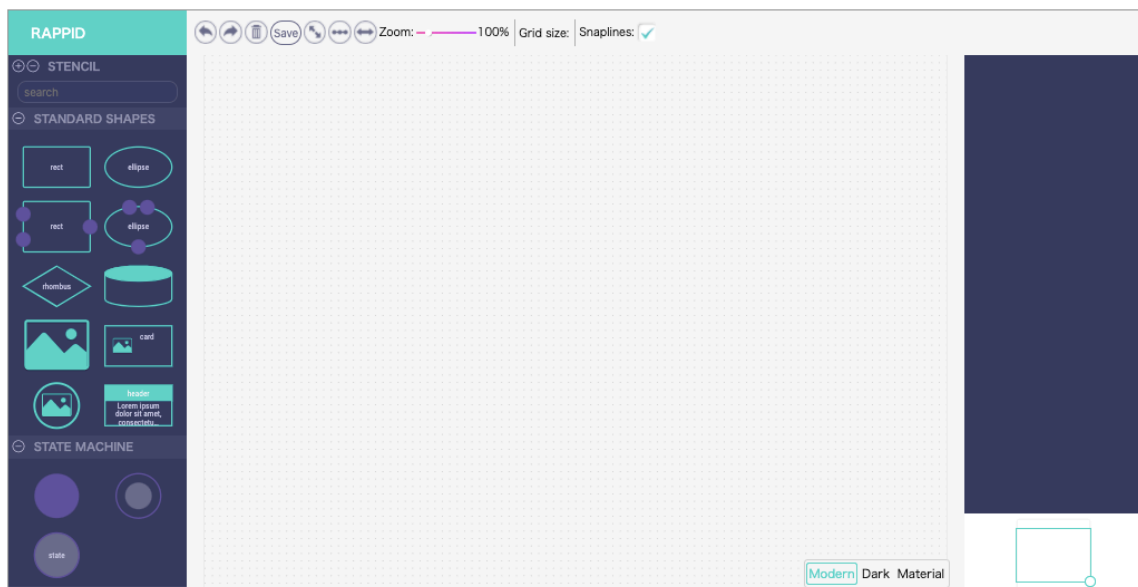 RAPPID
Save Zoom: 100% Grid size: Snaplines:
STENCIL
search
STANDARD SHAPES
rect ellipse
rect ellipse
rhombus
card
header
Lorem ipsum
dolor sit amet,
consectetu...
STATE MACHINE
state
Modern Dark Material